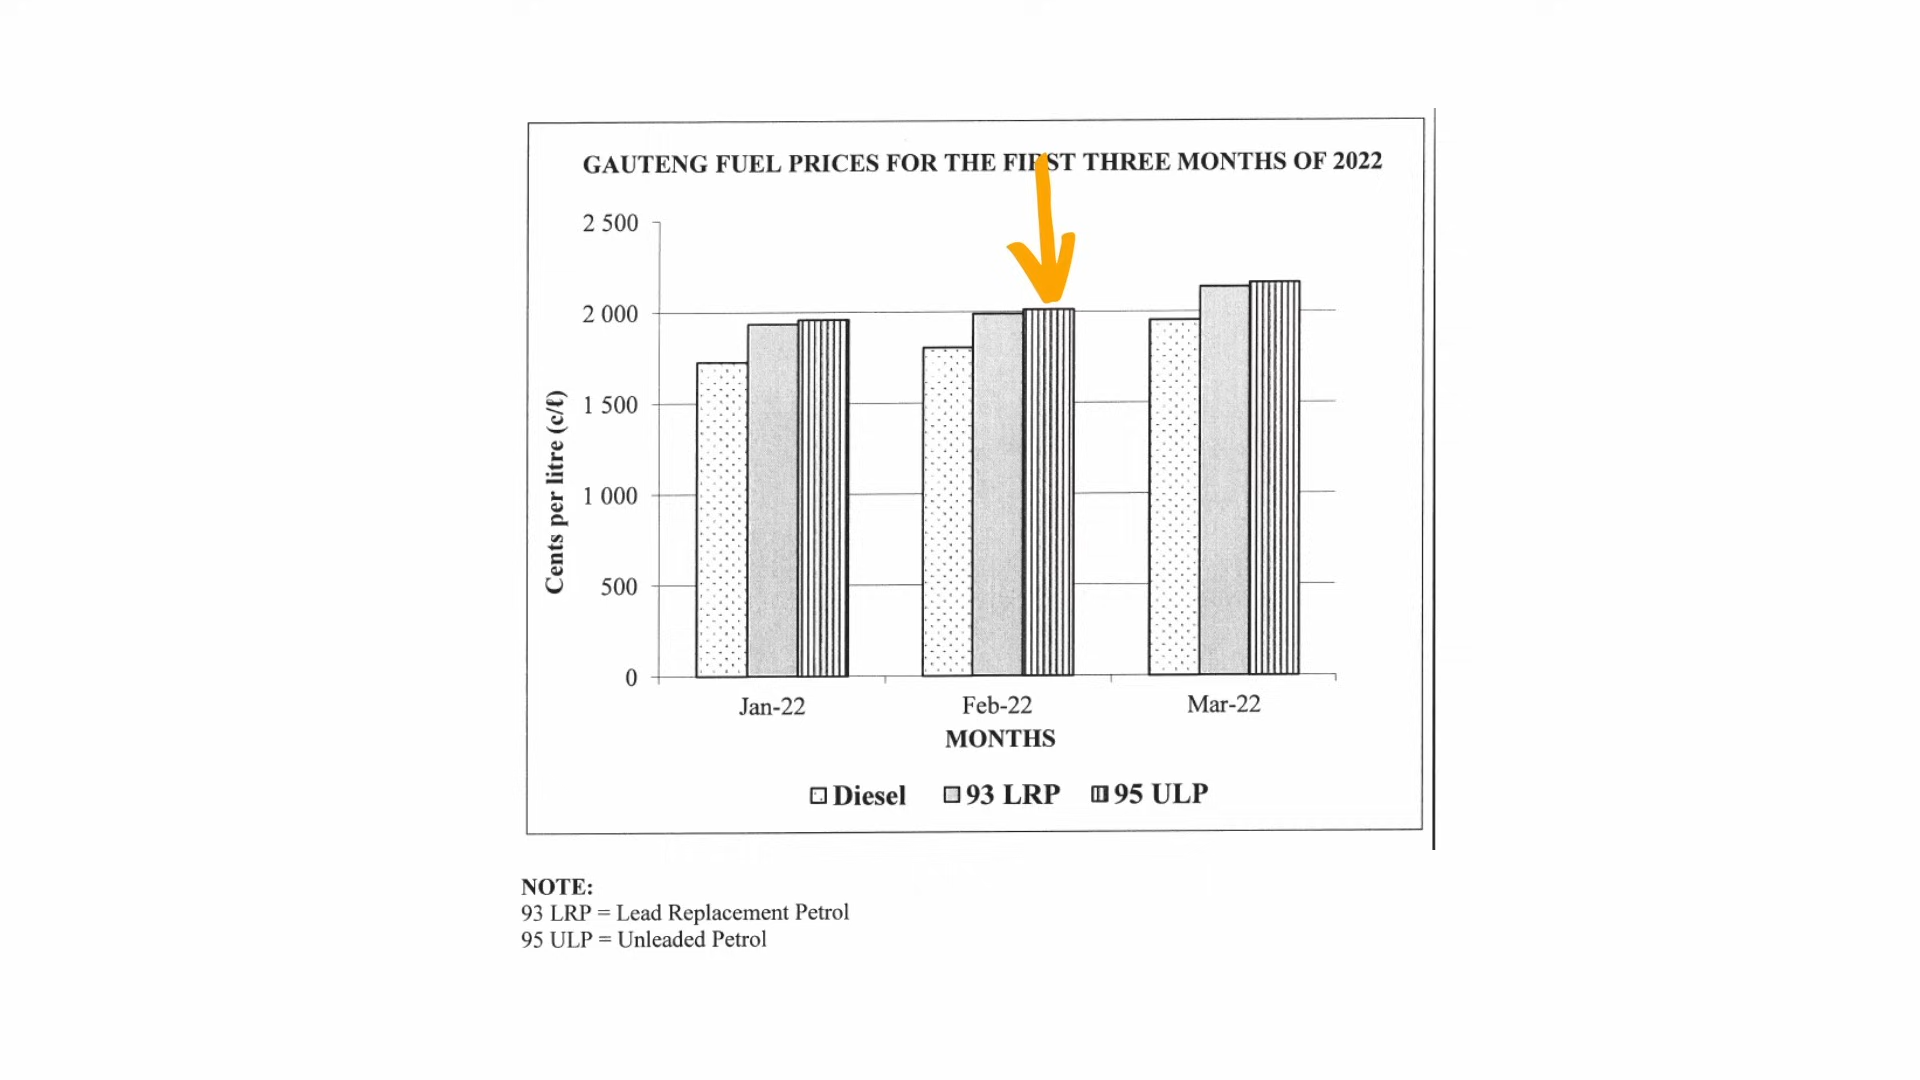 GAUTENG FUEL PRICES FOR THE FIRST THREE MONTHS OF 2022
2 500
2 000
1 500
1 000
500
0
Cents per litre (c/ℓ)
Jan-22 Feb-22 Mar-22
MONTHS
Diesel 93 LRP 95 ULP
NOTE:
93 LRP = Lead Replacement Petrol
95 ULP = Unleaded Petrol